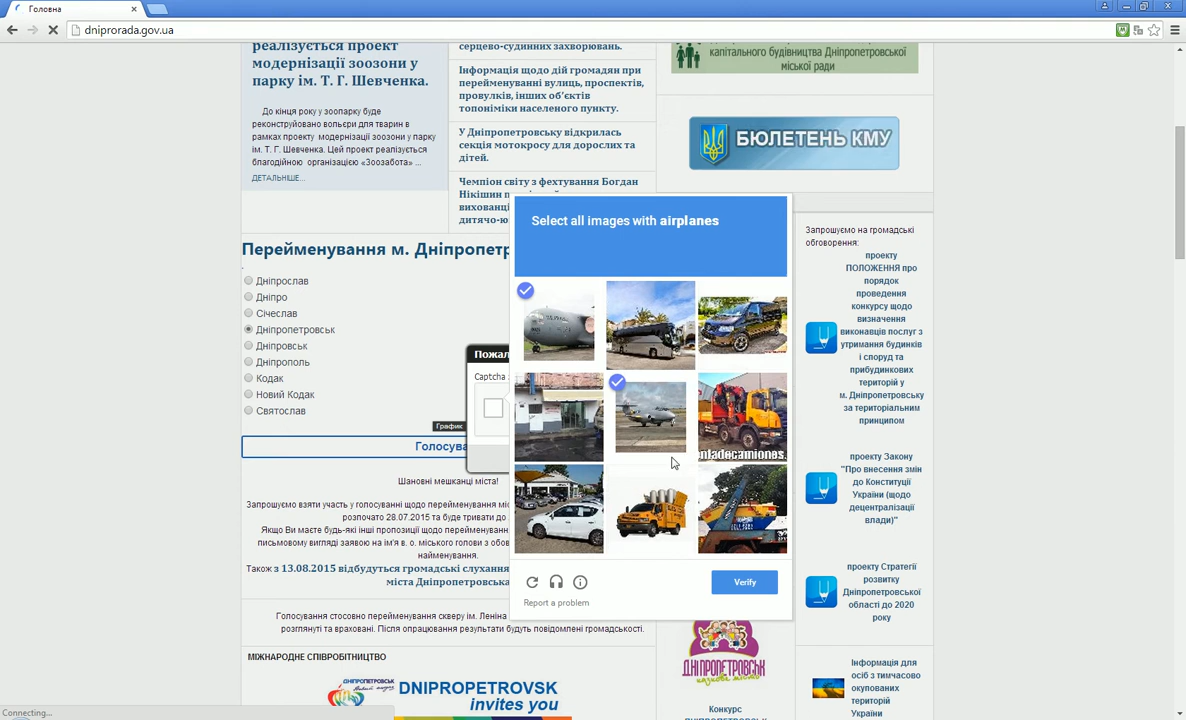 Головна
dniprorada.gov.ua
реалізується проект
модернізації зоозони у
парку ім. Т. Г. Шевченка.
До кінця року у зоопарку буде
реконструйовано вольєри для тварин в
рамках проекту модернізації зоозони у парку
ім. Т. Г. Шевченка. Цей проект реалізується
благодійною організацією «Зоозабота» ...
ДЕТАЛЬНІШЕ...
серцево-судинних захворювань.
Інформація щодо дій громадян при
перейменуванні вулиць, проспектів,
провулків, інших об'єктів
топоніміки населеного пункту.
У Дніпропетровську відкрилась
секція мотокросу для дорослих та
дітей.
Чемпіон світу з фехтування Богдан
Нікішин
вихованці
дитячо-ю
капітального будівництва Дніпропетровської
міської ради
БЮЛЕТЕНЬ КМУ
Перейменування м. Дніпропетр
Дніпрослав
Дніпро
Січеслав
Дніпропетровськ
Дніпровськ
Дніпрополь
Кодак
Новий Кодак
Святослав
График
Голосува
Пожал
Captcha
Select all images with airplanes
entadecamiones.
Verify
Report a problem
Шановні мешканці міста!
Запрошуємо взяти участь у голосуванні щодо перейменування міс
розпочато 28.07.2015 та буде тривати до
Якщо Ви маєте будь-які інші пропозиції щодо перейменування
письмовому вигляді заявою на ім'я в. о. міського голови з обов
найменування.
Також з 13.08.2015 відбудуться громадські слухання
міста Дніпропетровська
Голосування стосовно перейменування скверу ім. Леніна
розглянуті та враховані. Після опрацювання результати будуть повідомлені громадськості.
МІЖНАРОДНЕ СПІВРОБІТНИЦТВО
ДНІПРОПЕТРОВСЬК
DNIPROPETROVSK
invites you
ДНІПРОПЕТРОВСЬК
Конкурс
Запрошуємо на громадські
обговорення:
проекту
ПОЛОЖЕННЯ про
порядок
проведення
конкурсу щодо
визначення
виконавців послуг з
утримання будинків
і споруд та
прибудинкових
територій у
м. Дніпропетровську
за територіальним
принципом
проекту Закону
"Про внесення змін
до Конституції
України (щодо
децентралізації
влади)"
проекту Стратегії
розвитку
Дніпропетровської
області до 2020
року
Інформація для
осіб з тимчасово
окупованих
територій
України
Connecting...